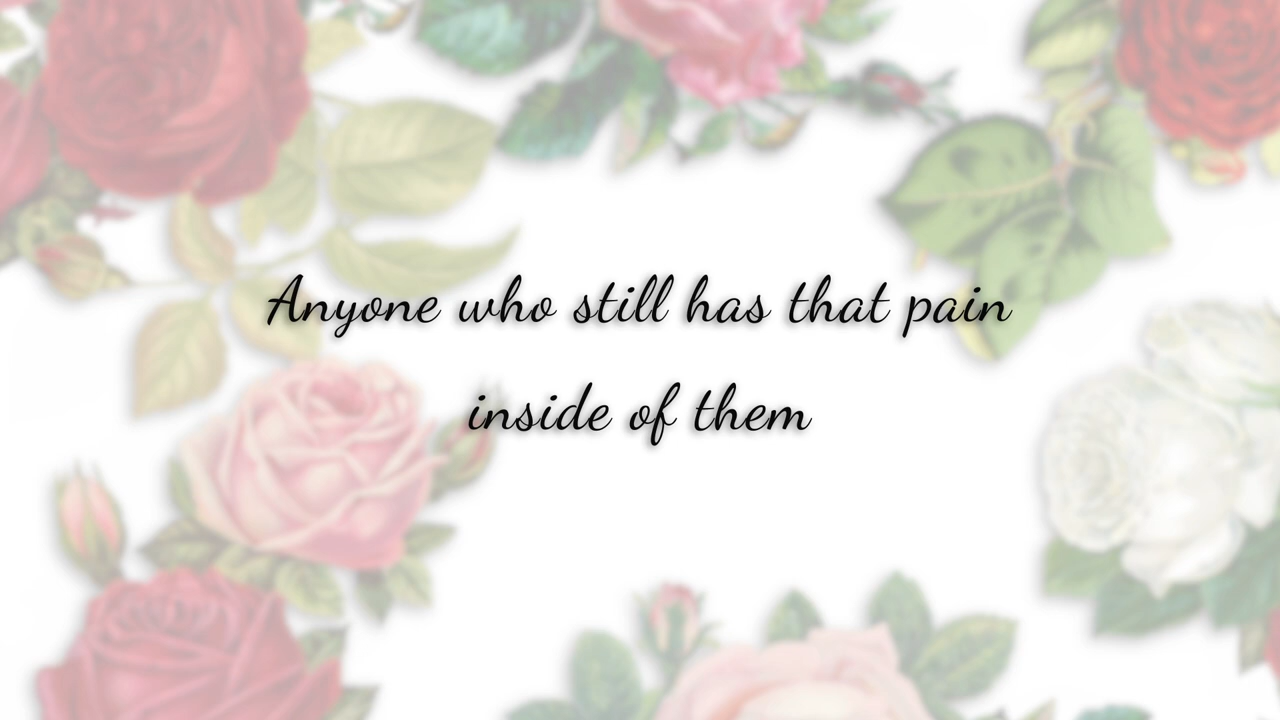 Anyone who still has that pain
inside of them